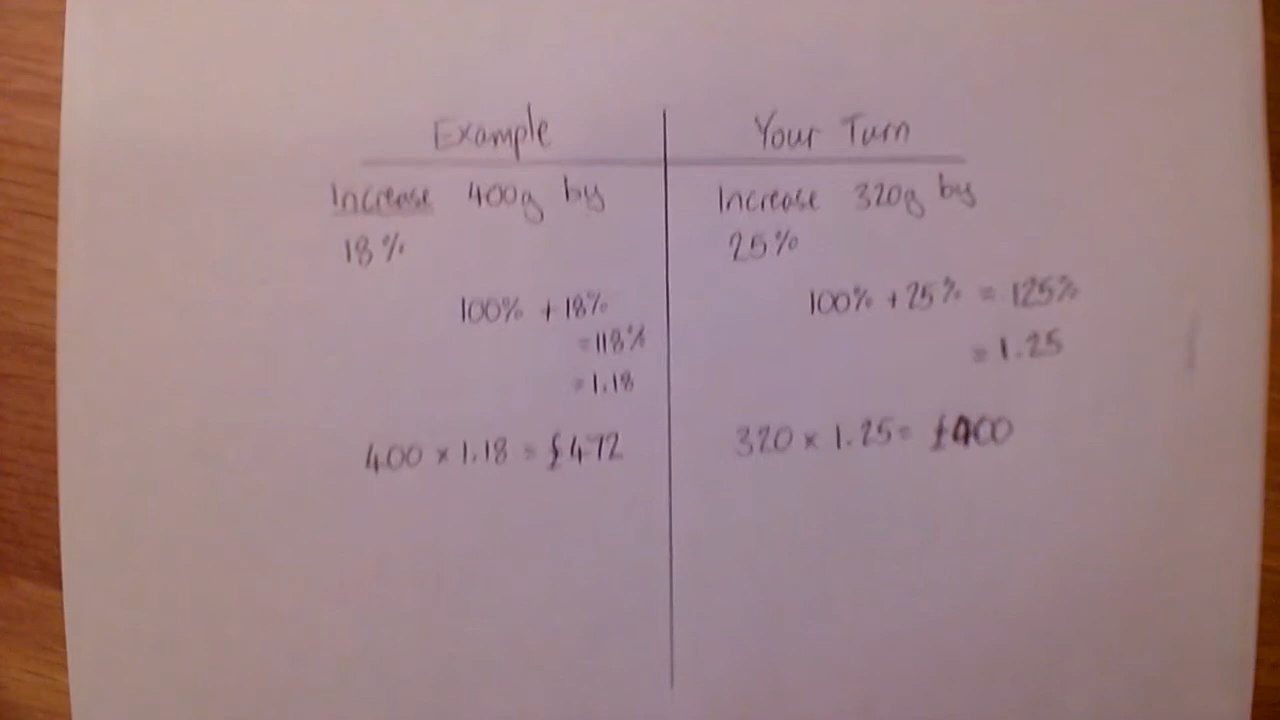 Example
Increase 400g by
18%
100% + 18%
= 118%
= 1.18
400 × 1.18 = £472
Your Turn
Increase 320g by
25%
100% + 25% = 125%
= 1.25
320 × 1.25 = £400